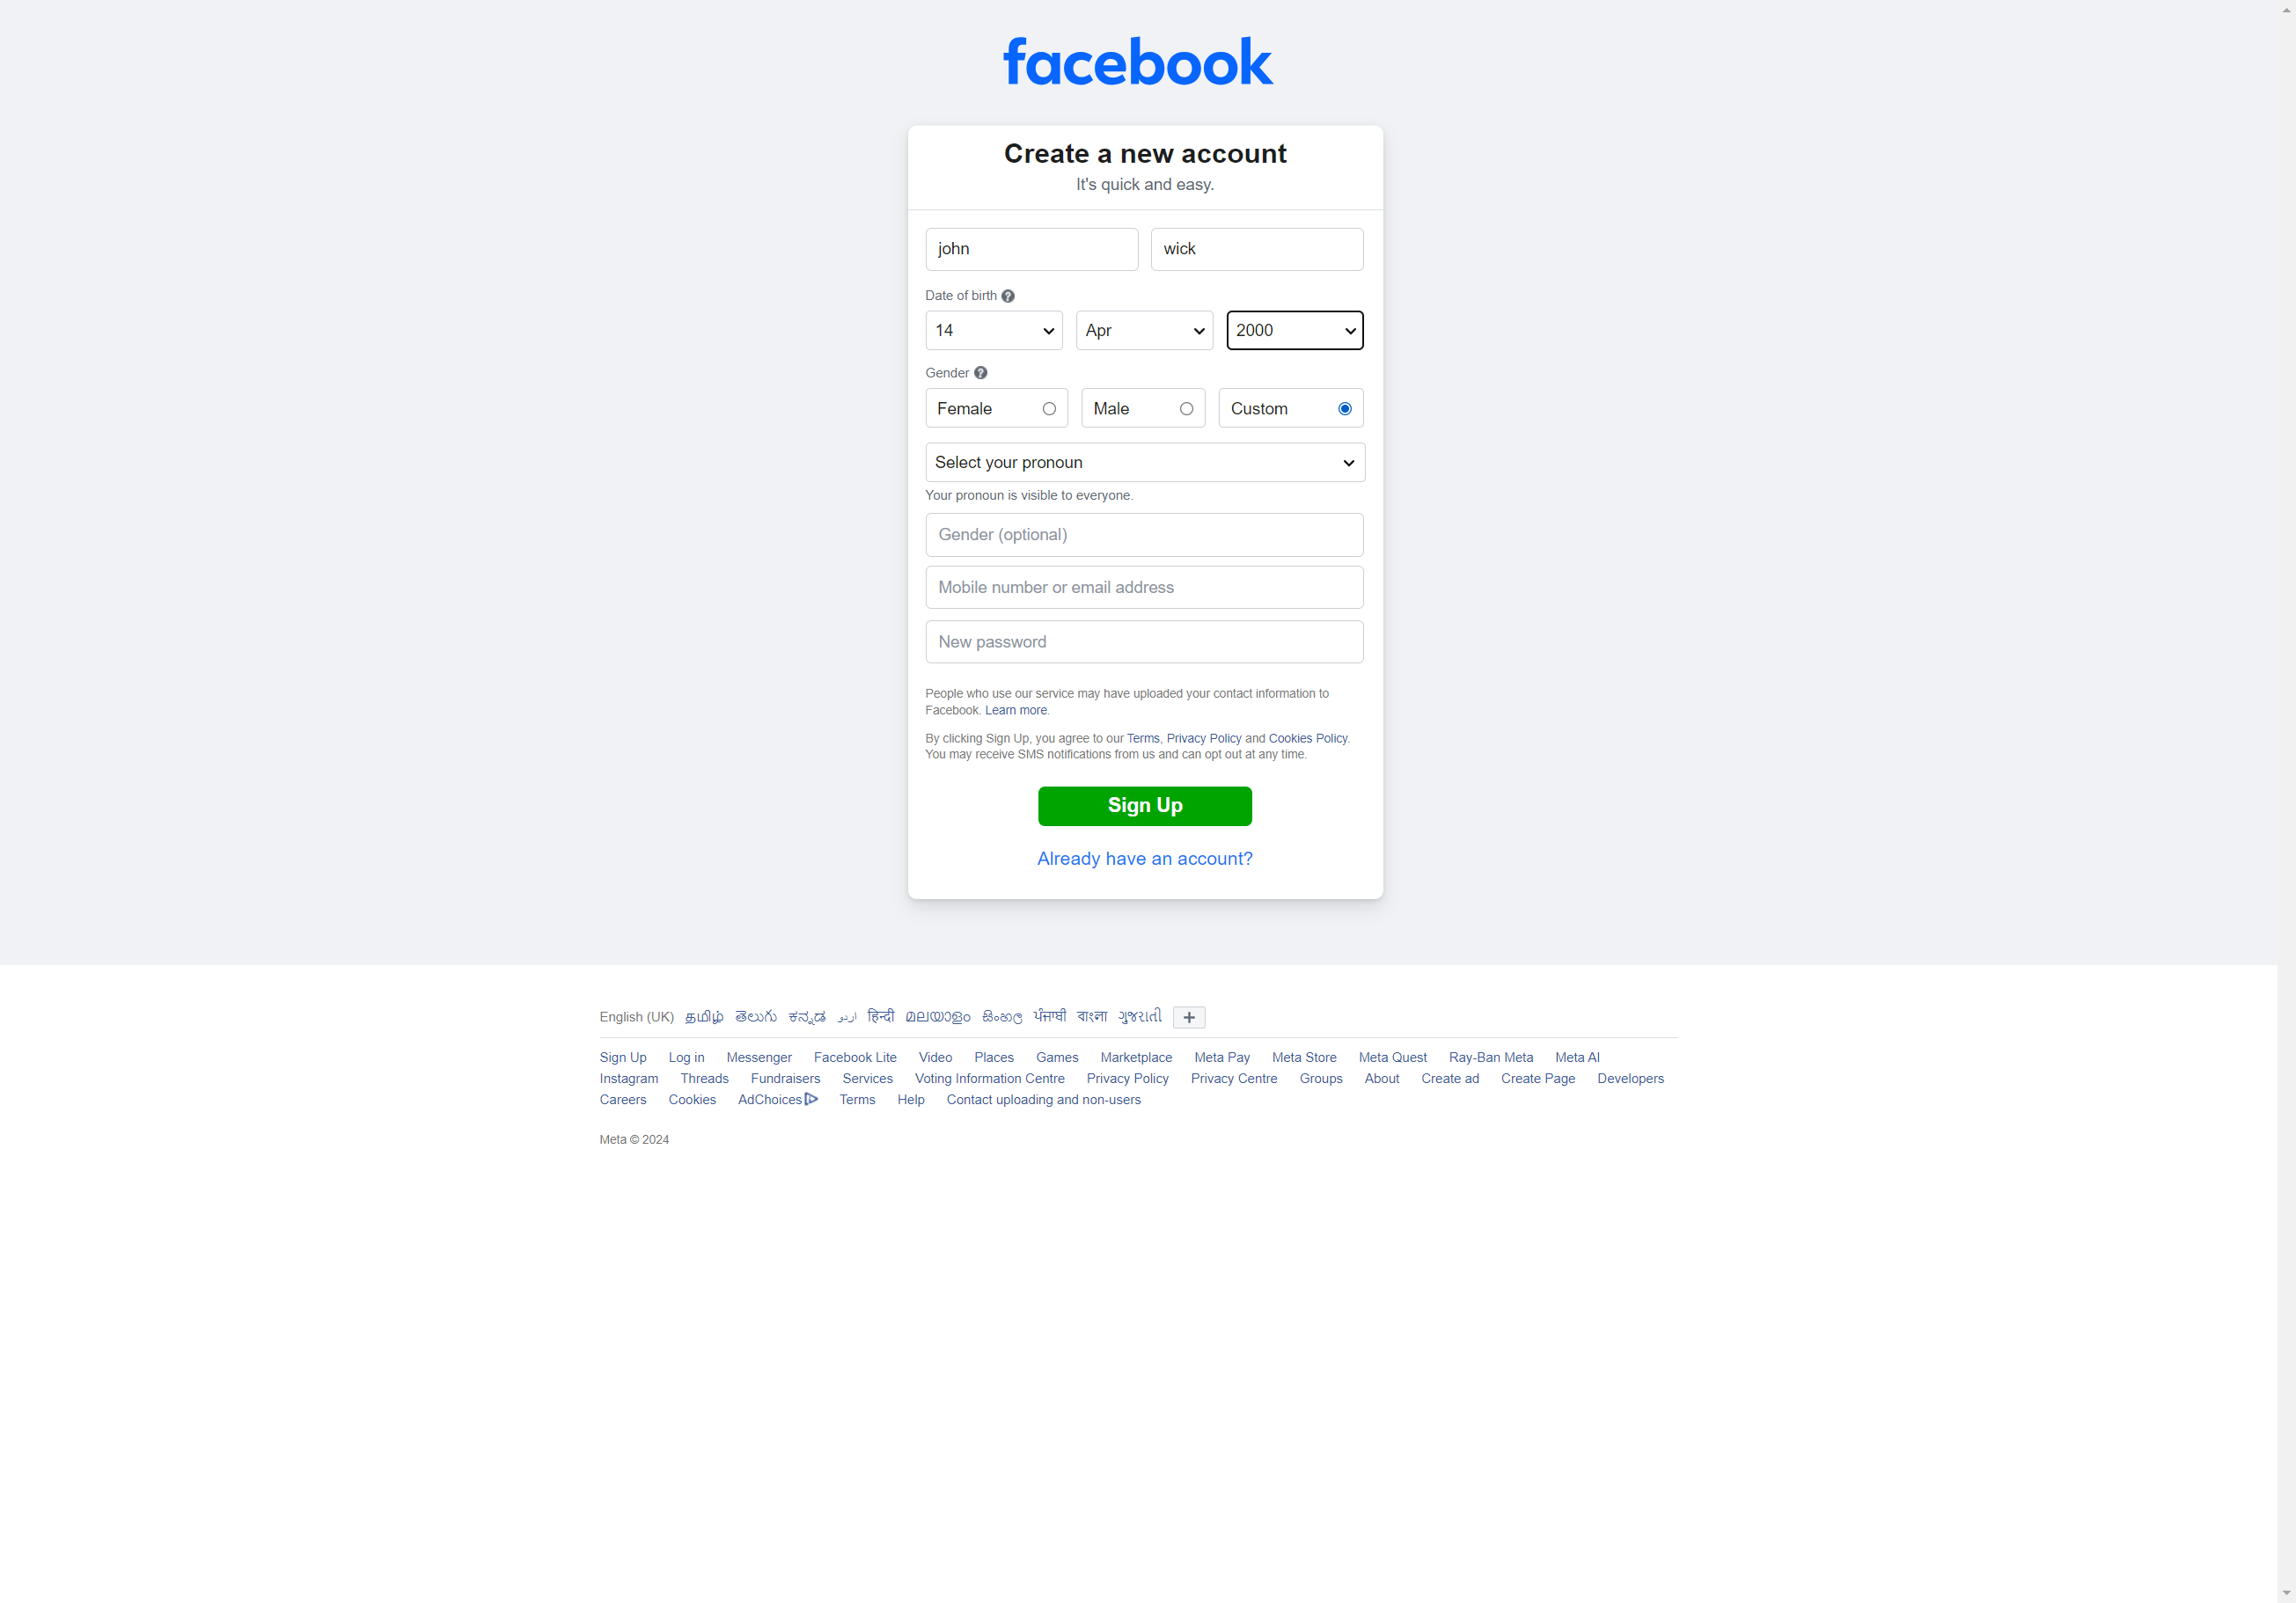 facebook
Create a new account
It's quick and easy.
john wick
Date of birth ?
14 Apr 2000
Gender ?
Female Male Custom
Select your pronoun
Your pronoun is visible to everyone.
Gender (optional)
Mobile number or email address
New password
People who use our service may have uploaded your contact information to
Facebook. Learn more.
By clicking Sign Up, you agree to our Terms, Privacy Policy and Cookies Policy.
You may receive SMS notifications from us and can opt out at any time.
Sign Up
Already have an account?
English (UK) தமிழ் తెలుగు ಕನ್ನಡ اردو हिन्दी മലയാളം සිංහල ਪੰਜਾਬੀ বাংলা ગુજરાતી +
Sign Up Log in Messenger Facebook Lite Video Places Games Marketplace Meta Pay Meta Store Meta Quest Ray-Ban Meta Meta AI
Instagram Threads Fundraisers Services Voting Information Centre Privacy Policy Privacy Centre Groups About Create ad Create Page Developers
Careers Cookies AdChoices Terms Help Contact uploading and non-users
Meta © 2024